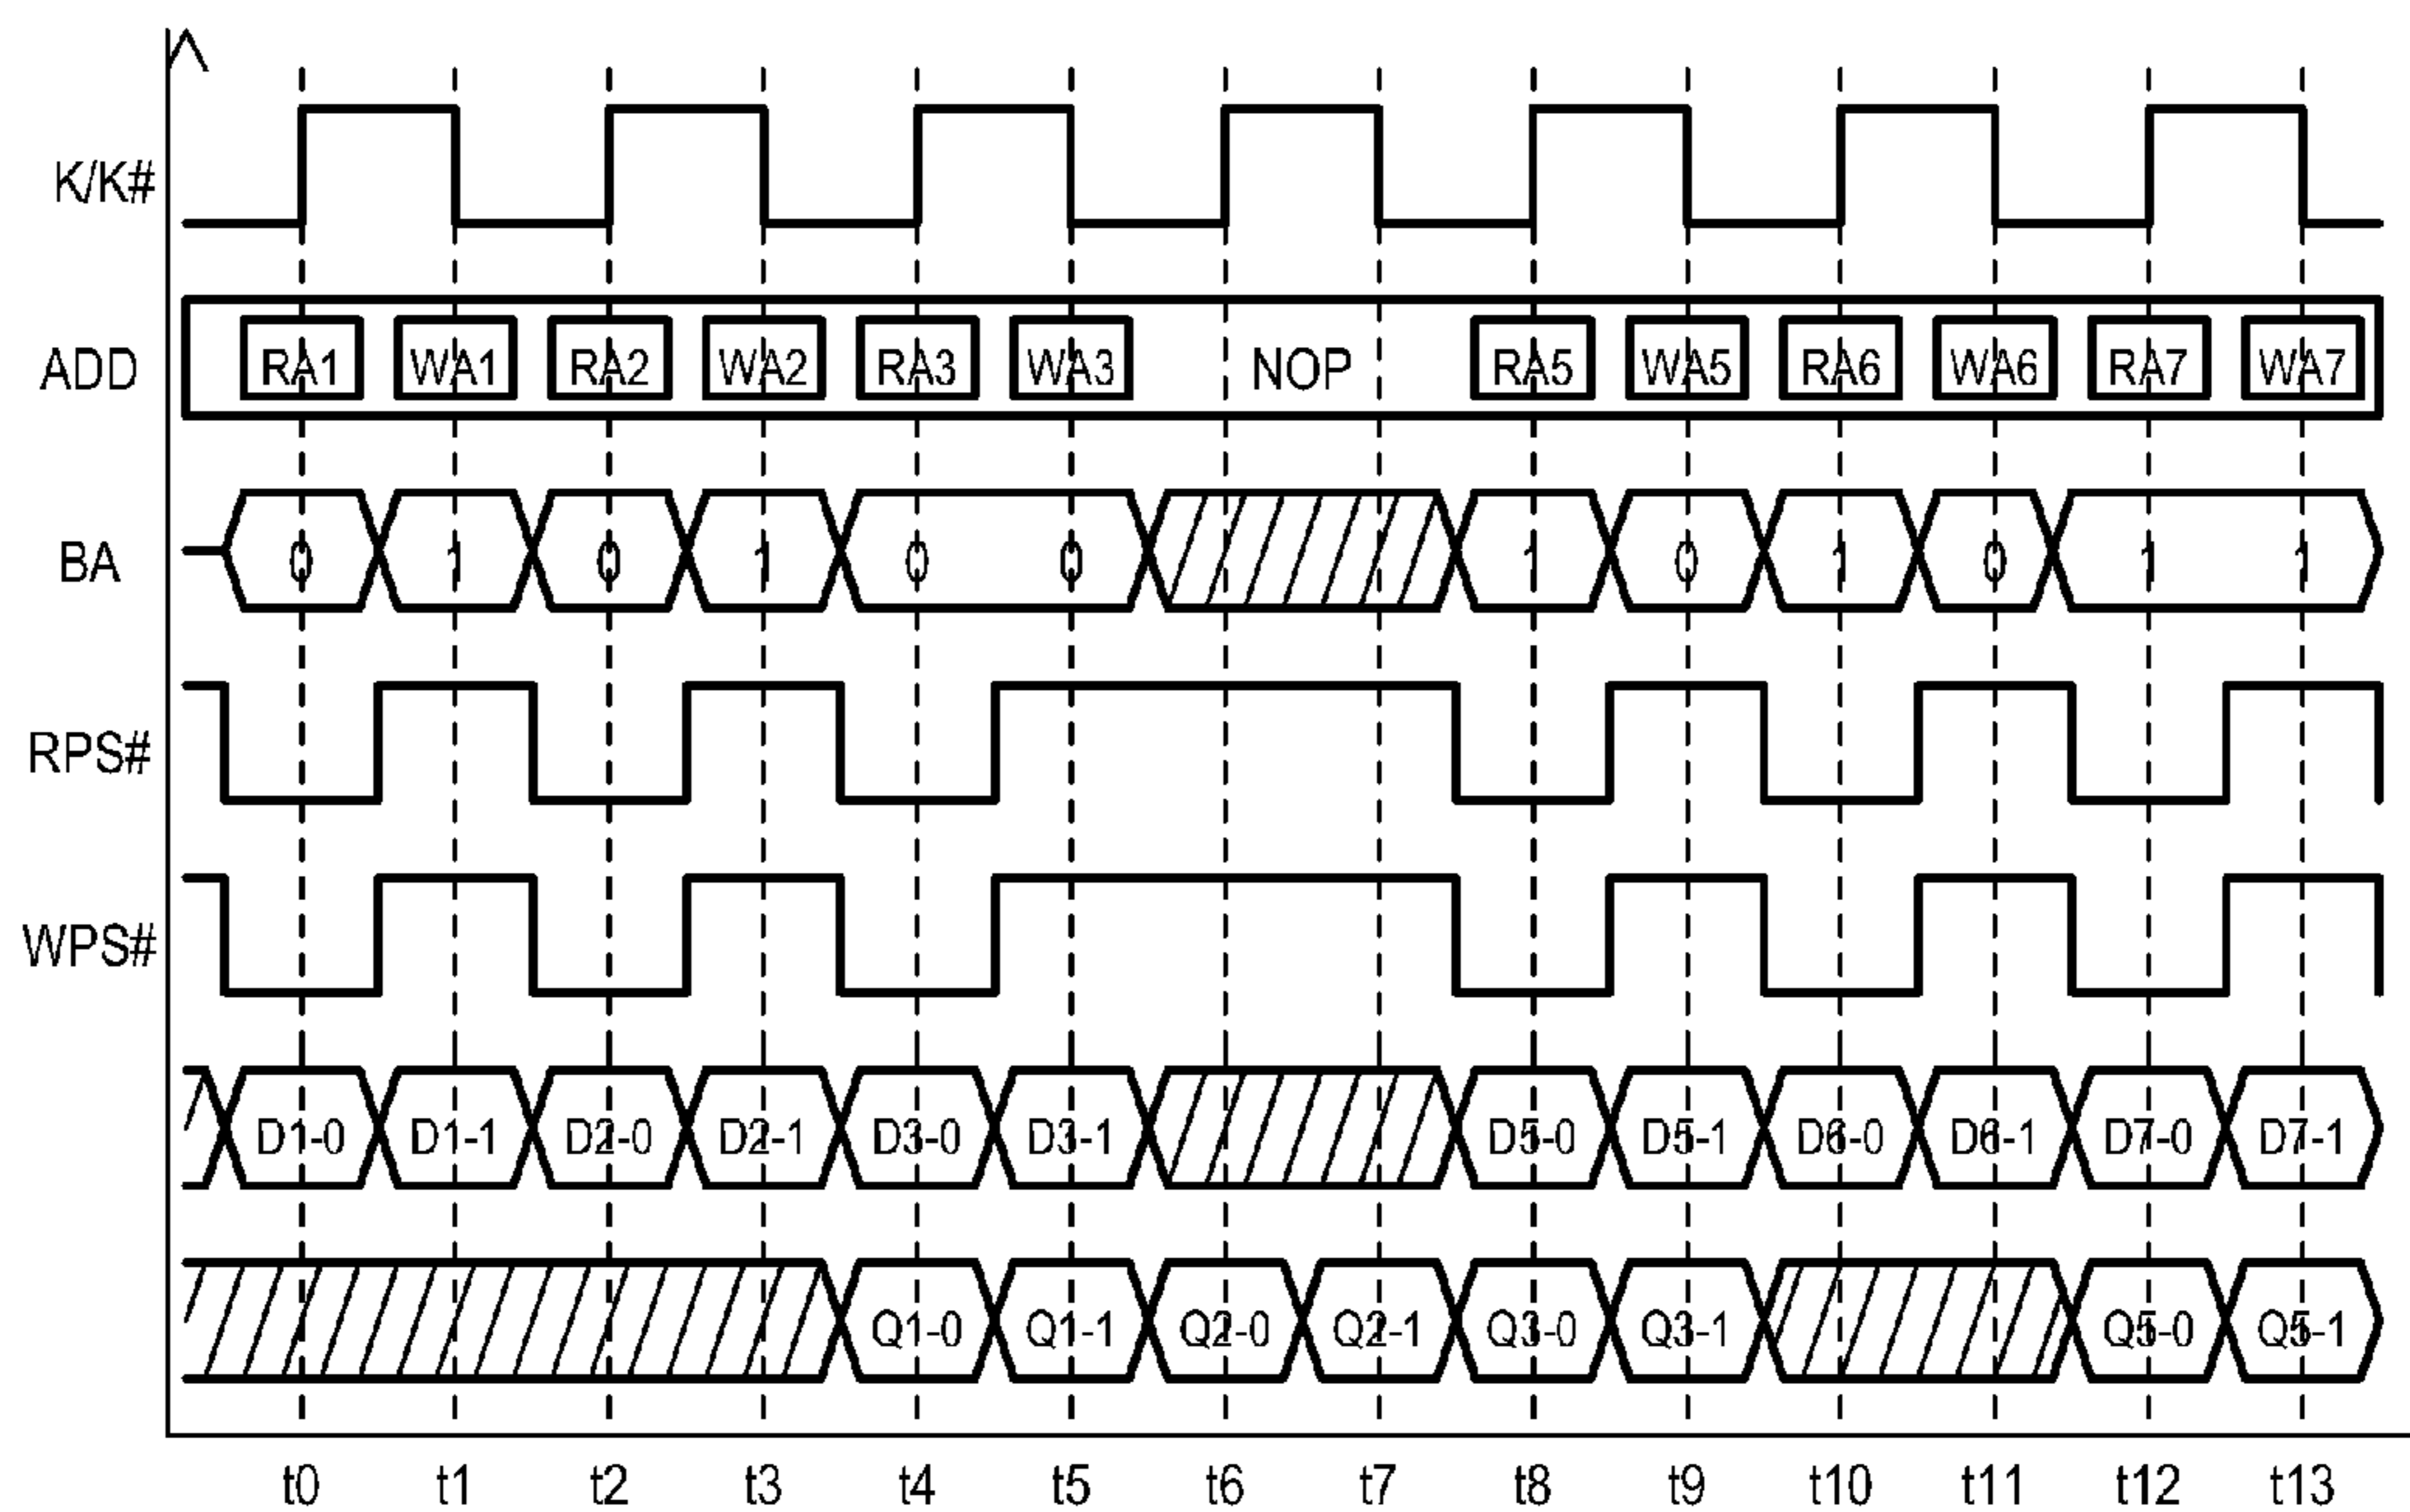 K/K#
ADD RA1 WA1 RA2 WA2 RA3 WA3 NOP RA5 WA5 RA6 WA6 RA7 WA7
BA 0 1 0 1 0 0 1 0 1 0 1 1
RPS#
WPS#
D1-0 D1-1 D2-0 D2-1 D3-0 D3-1 D5-0 D5-1 D6-0 D6-1 D7-0 D7-1
Q1-0 Q1-1 Q2-0 Q2-1 Q3-0 Q3-1 Q5-0 Q5-1
t0 t1 t2 t3 t4 t5 t6 t7 t8 t9 t10 t11 t12 t13